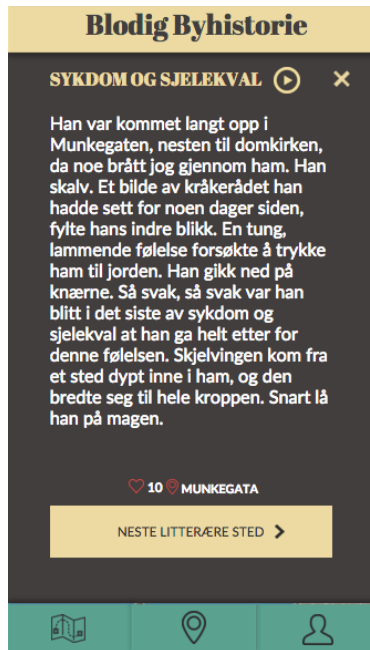 Blodig Byhistorie
SYKDOM OG SJELEKVAL
Han var kommet langt opp i
Munkegaten, nesten til domkirken,
da noe brått jog gjennom ham. Han
skalv. Et bilde av kråkerådet han
hadde sett for noen dager siden,
fylte hans indre blikk. En tung,
lammende følelse forsøkte å trykke
ham til jorden. Han gikk ned på
knærne. Så svak, så svak var han
blitt i det siste av sykdom og
sjelekval at han ga helt etter for
denne følelsen. Skjelvingen kom fra
et sted dypt inne i ham, og den
bredte seg til hele kroppen. Snart lå
han på magen.
10 MUNKEGATA
NESTE LITTERÆRE STED